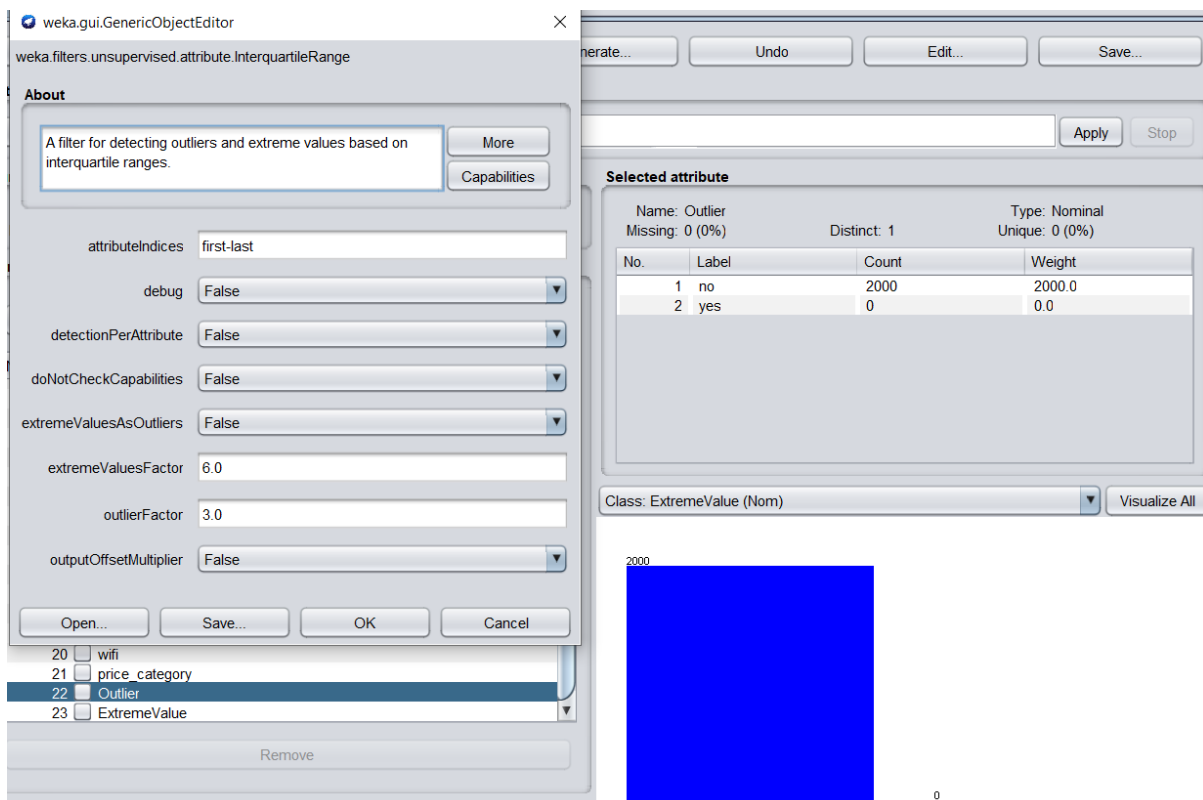 weka.gui.GenericObjectEditor
weka.filters.unsupervised.attribute.InterquartileRange
About
A filter for detecting outliers and extreme values based on
interquartile ranges.
More
Capabilities
attributeIndices first-last
debug False
detectionPerAttribute False
doNotCheckCapabilities False
extremeValuesAsOutliers False
extremeValuesFactor 6.0
outlierFactor 3.0
outputOffsetMultiplier False
Open... Save... OK Cancel
20 wifi
21 price_category
22 Outlier
23 ExtremeValue
Remove
nerate... Undo Edit... Save...
Apply Stop
Selected attribute
Name: Outlier Type: Nominal
Missing: 0 (0%) Distinct: 1 Unique: 0 (0%)
No. Label Count Weight
1 no 2000 2000.0
2 yes 0 0.0
Class: ExtremeValue (Nom) Visualize All
2000
0